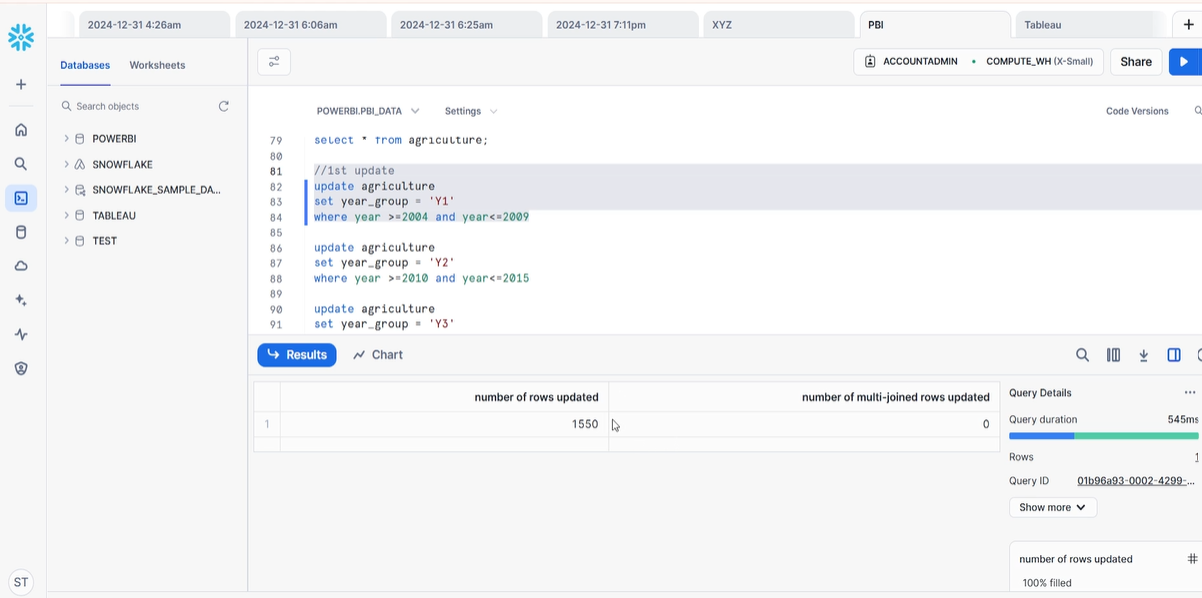 2024-12-31 4:26am
2024-12-31 6:06am
2024-12-31 6:25am
2024-12-31 7:11pm
XYZ
PBI
Tableau
Databases
Worksheets
ACCOUNTADMIN
COMPUTE_WH (X-Small)
Share
Search objects
POWERBI
SNOWFLAKE
SNOWFLAKE_SAMPLE_DA...
TABLEAU
TEST
ST
POWERBI.PBI_DATA
Settings
Code Versions
79 select * from agriculture;
80
81 //1st update
82 update agriculture
83 set year_group = 'Y1'
84 where year >=2004 and year<=2009
85
86 update agriculture
87 set year_group = 'Y2'
88 where year >=2010 and year<=2015
89
90 update agriculture
91 set year_group = 'Y3'
Results
Chart
number of rows updated number of multi-joined rows updated
1 1550 0
Query Details
...
Query duration 545ms
Rows 1
Query ID 01b96a93-0002-4299-...
Show more
number of rows updated #
100% filled